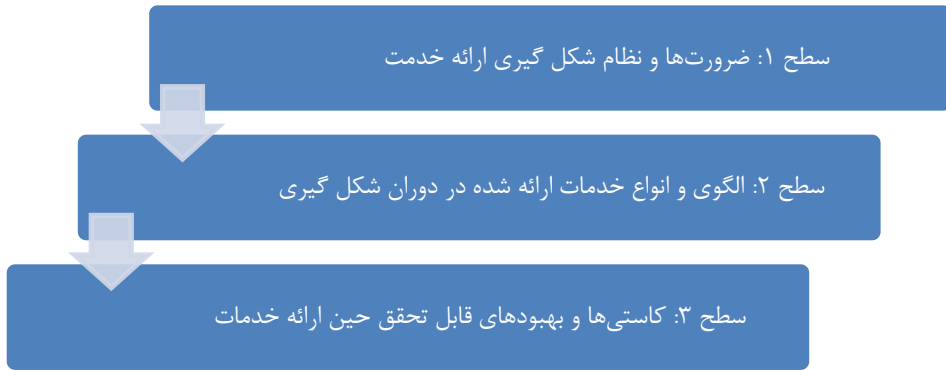 سطح ۱: ضرورت‌ها و نظام شکل گیری ارائه خدمت
سطح ۲: الگوی و انواع خدمات ارائه شده در دوران شکل گیری
سطح ۳: کاستی‌ها و بهبودهای قابل تحقق حین ارائه خدمات